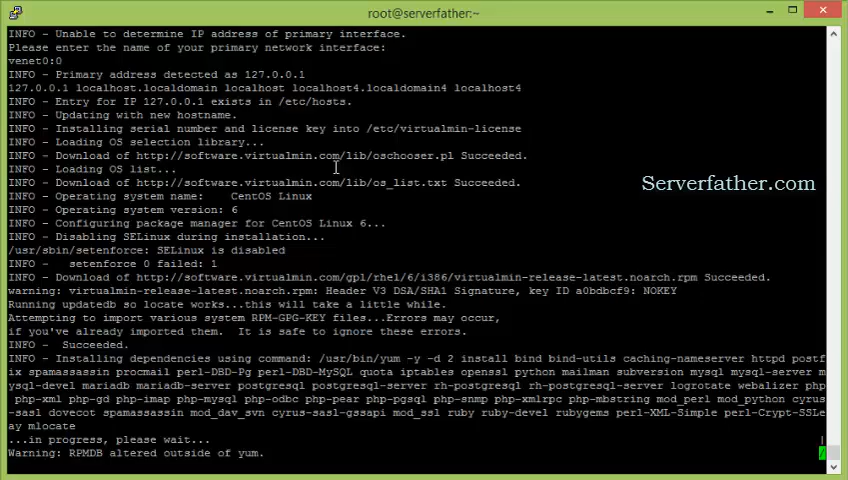 root@serverfather:~
INFO - Unable to determine IP address of primary interface.
Please enter the name of your primary network interface:
venet0:0
INFO - Primary address detected as 127.0.0.1
127.0.0.1 localhost.localdomain localhost localhost4.localdomain4 localhost4
INFO - Entry for IP 127.0.0.1 exists in /etc/hosts.
INFO - Updating with new hostname.
INFO - Installing serial number and license key into /etc/virtualmin-license
INFO - Loading OS selection library...
INFO - Download of http://software.virtualmin.com/lib/oschooser.pl Succeeded.
INFO - Loading OS list...
INFO - Download of http://software.virtualmin.com/lib/os_list.txt Succeeded.
Serverfather.com
INFO - Operating system name:    CentOS Linux
INFO - Operating system version: 6
INFO - Configuring package manager for CentOS Linux 6...
INFO - Disabling SELinux during installation...
/usr/sbin/setenforce: SELinux is disabled
INFO -   setenforce 0 failed: 1
INFO - Download of http://software.virtualmin.com/gpl/rhel/6/i386/virtualmin-release-latest.noarch.rpm Succeeded.
warning: virtualmin-release-latest.noarch.rpm: Header V3 DSA/SHA1 Signature, key ID a0bdbcf9: NOKEY
Running updatedb so locate works...this will take a little while.
Attempting to import various system RPM-GPG-KEY files...Errors may occur,
if you've already imported them.  It is safe to ignore these errors.
INFO -  Succeeded.
INFO - Installing dependencies using command: /usr/bin/yum -y -d 2 install bind bind-utils caching-nameserver httpd postf
ix spamassassin procmail perl-DBD-Pg perl-DBD-MySQL quota iptables openssl python mailman subversion mysql mysql-server m
ysql-devel mariadb mariadb-server postgresql postgresql-server rh-postgresql rh-postgresql-server logrotate webalizer php
 php-xml php-gd php-imap php-mysql php-odbc php-pear php-pgsql php-snmp php-xmlrpc php-mbstring mod_perl mod_python cyrus
-sasl dovecot spamassassin mod_dav_svn cyrus-sasl-gssapi mod_ssl ruby ruby-devel rubygems perl-XML-Simple perl-Crypt-SSLe
ay mlocate
...in progress, please wait... |
Warning: RPMDB altered outside of yum. /